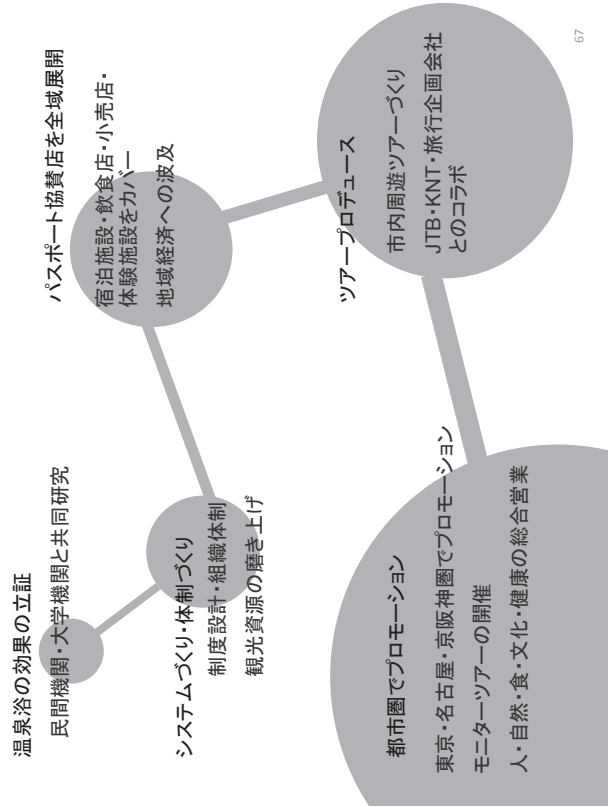 温泉浴の効果の立証
民間機関・大学機関と共同研究
システムづくり・体制づくり
制度設計・組織体制
観光資源の磨き上げ
パスポート協賛店を全域展開
宿泊施設・飲食店・小売店・
体験施設をカバー
地域経済への波及
ツアープロデュース
市内周遊ツアーづくり
JTB・KNT・旅行企画会社
とのコラボ
都市圏でプロモーション
東京・名古屋・京阪神圏でプロモーション
モニターツアーの開催
人・自然・食・文化・健康の総合営業
67